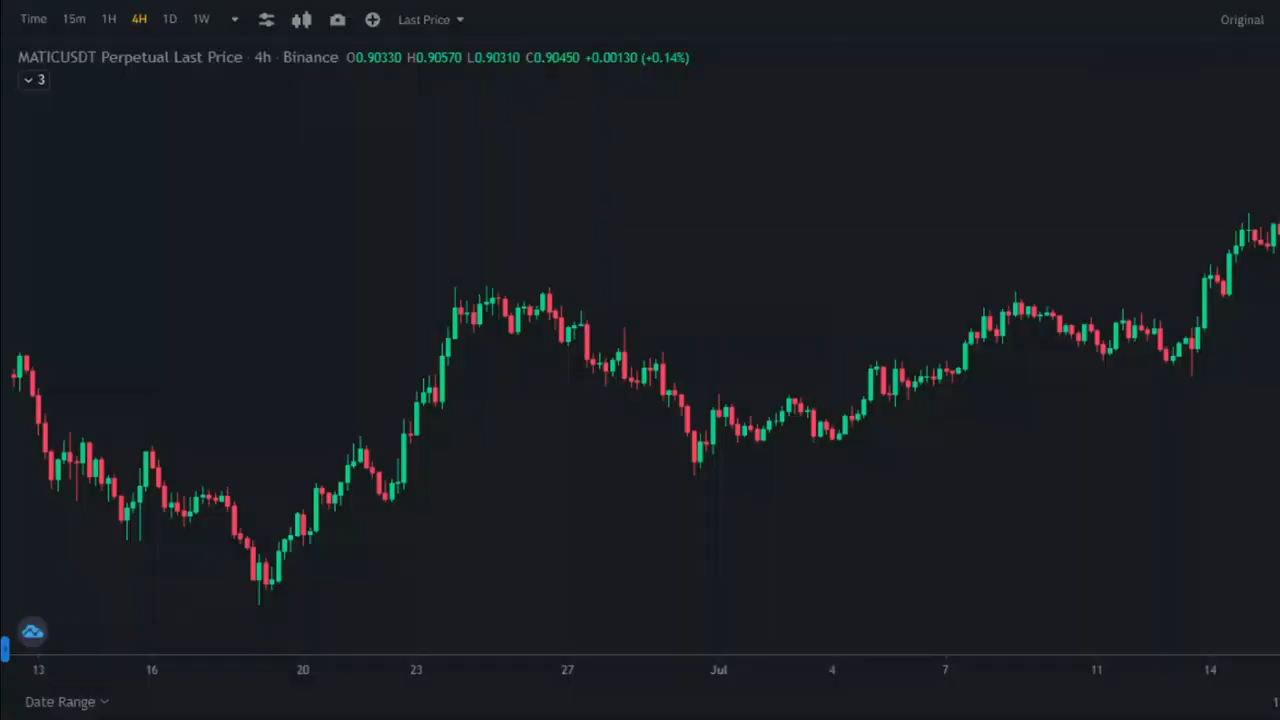 Time 15m 1H 4H 1D 1W Last Price Original
MATICUSDT Perpetual Last Price · 4h · Binance O0.90330 H0.90570 L0.90310 C0.90450 +0.00130 (+0.14%)
3
13 16 20 23 27 Jul 4 7 11 14
Date Range